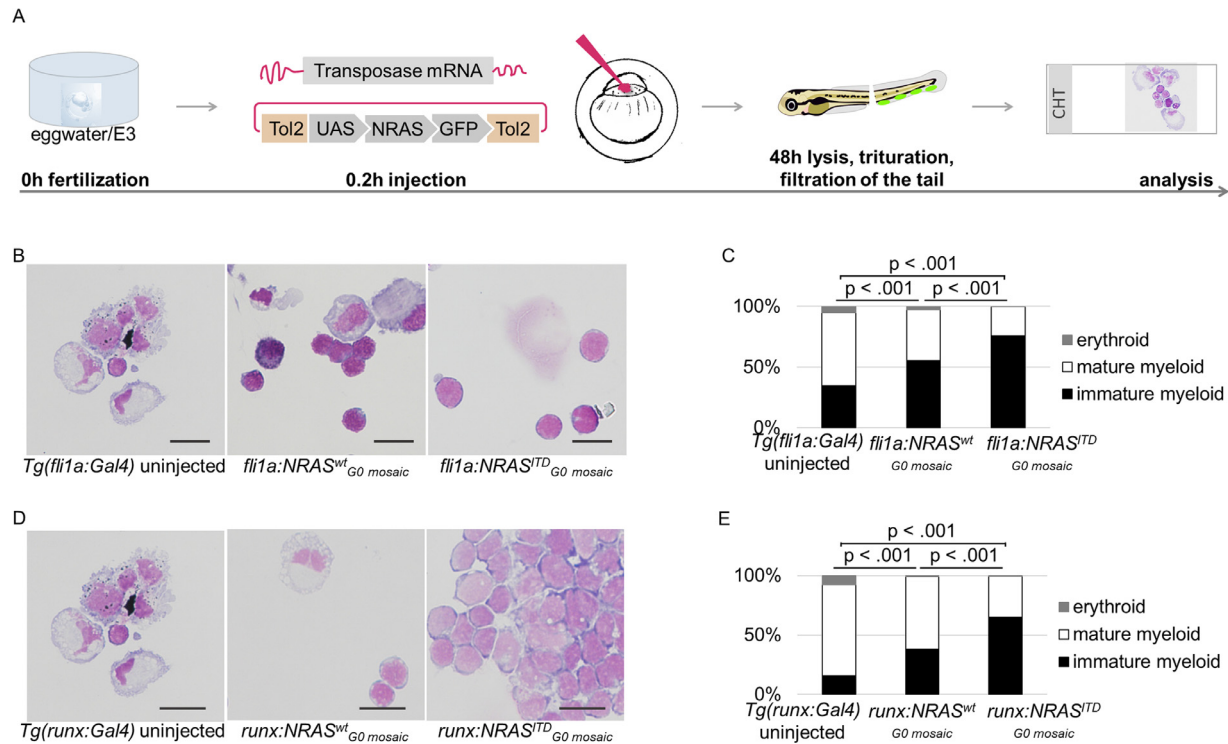 A
Transposase mRNA
Tol2 UAS NRAS GFP Tol2
eggwater/E3
CHT
0h fertilization
0.2h injection
48h lysis, trituration,
filtration of the tail
analysis
B
Tg(fli1a:Gal4) uninjected
fli1a:NRASwt G0 mosaic
fli1a:NRASITD G0 mosaic
C
p < .001
p < .001 p < .001
100%
50%
0%
erythroid
mature myeloid
immature myeloid
Tg(fli1a:Gal4) fli1a:NRASwt fli1a:NRASITD
uninjected G0 mosaic G0 mosaic
D
Tg(runx:Gal4) uninjected
runx:NRASwt G0 mosaic
runx:NRASITD G0 mosaic
E
p < .001
p < .001 p < .001
100%
50%
0%
erythroid
mature myeloid
immature myeloid
Tg(runx:Gal4) runx:NRASwt runx:NRASITD
uninjected G0 mosaic G0 mosaic